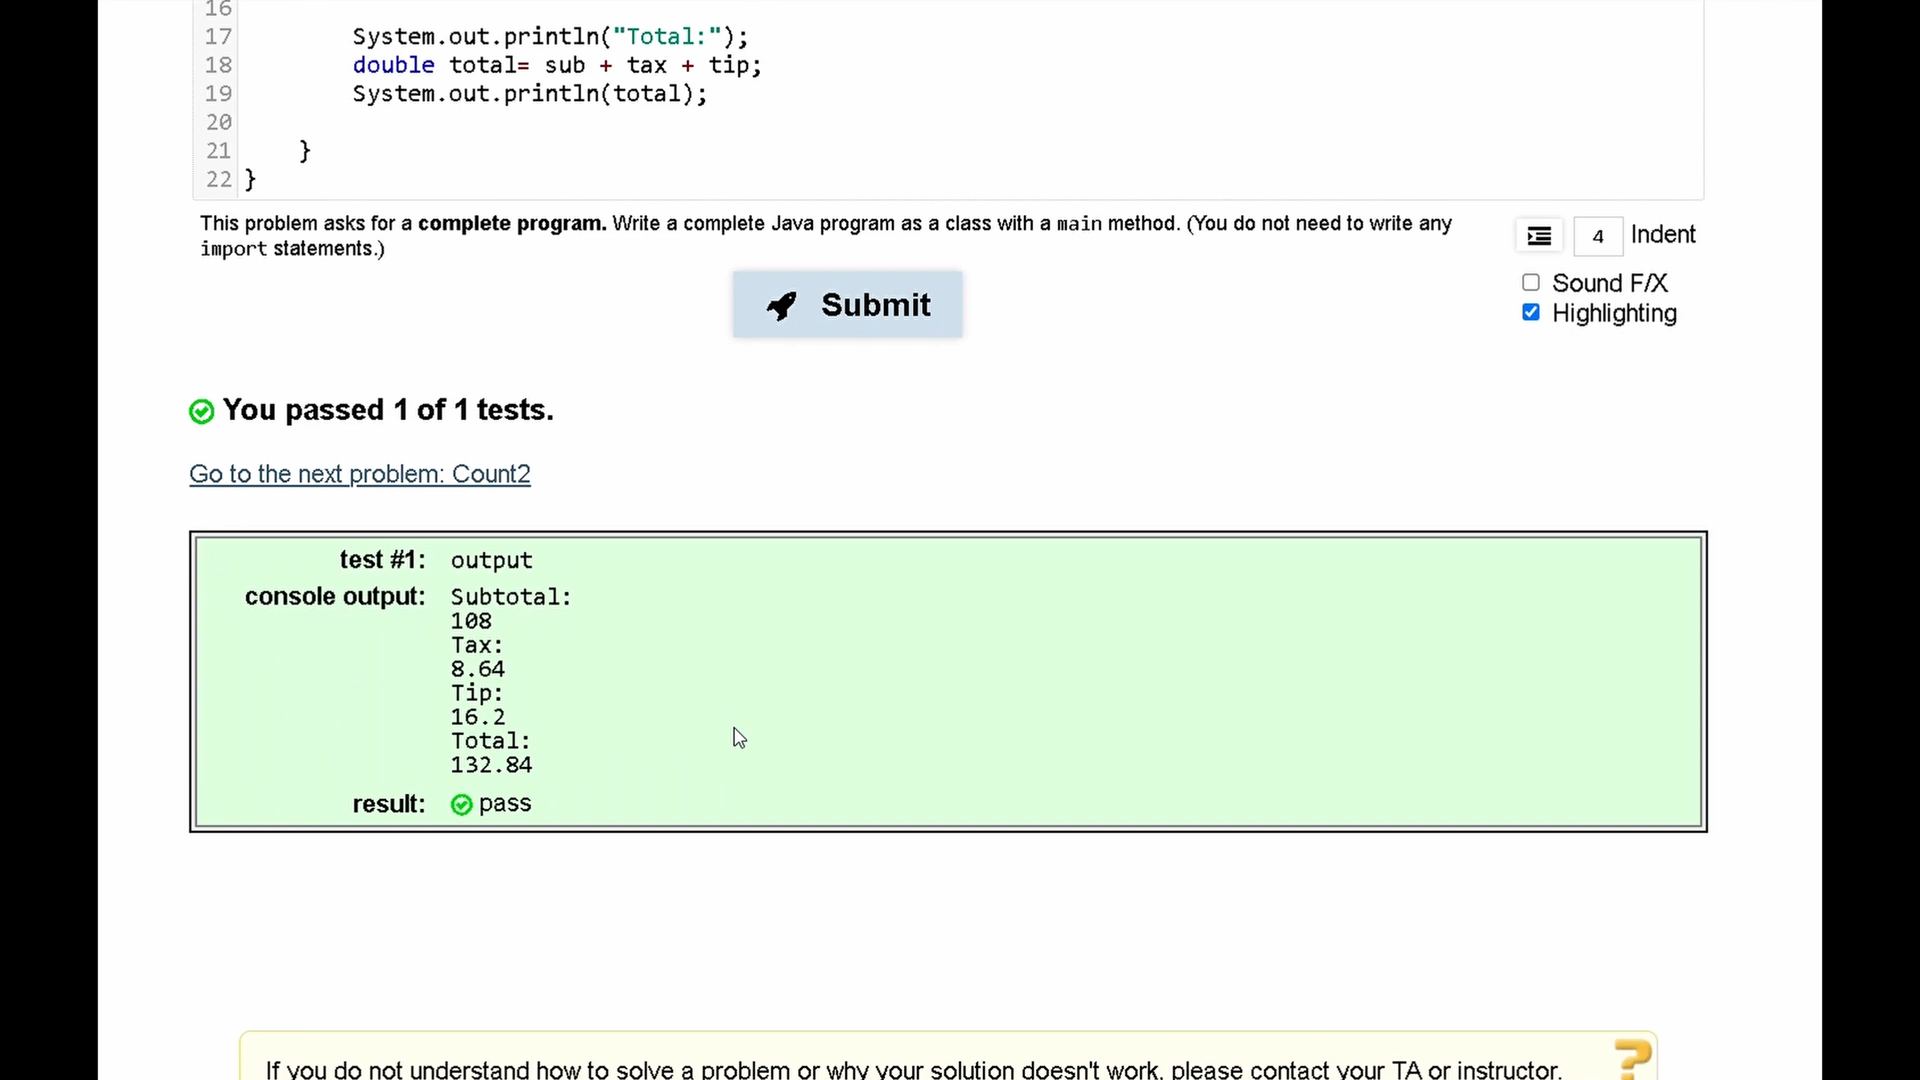 16
17 System.out.println("Total:");
18 double total= sub + tax + tip;
19 System.out.println(total);
20
21 }
22 }
This problem asks for a complete program. Write a complete Java program as a class with a main method. (You do not need to write any
import statements.)
4 Indent
Sound F/X
Highlighting
Submit
You passed 1 of 1 tests.
Go to the next problem: Count2
test #1: output
console output: Subtotal:
108
Tax:
8.64
Tip:
16.2
Total:
132.84
result: pass
If you do not understand how to solve a problem or why your solution doesn't work, please contact your TA or instructor.
?